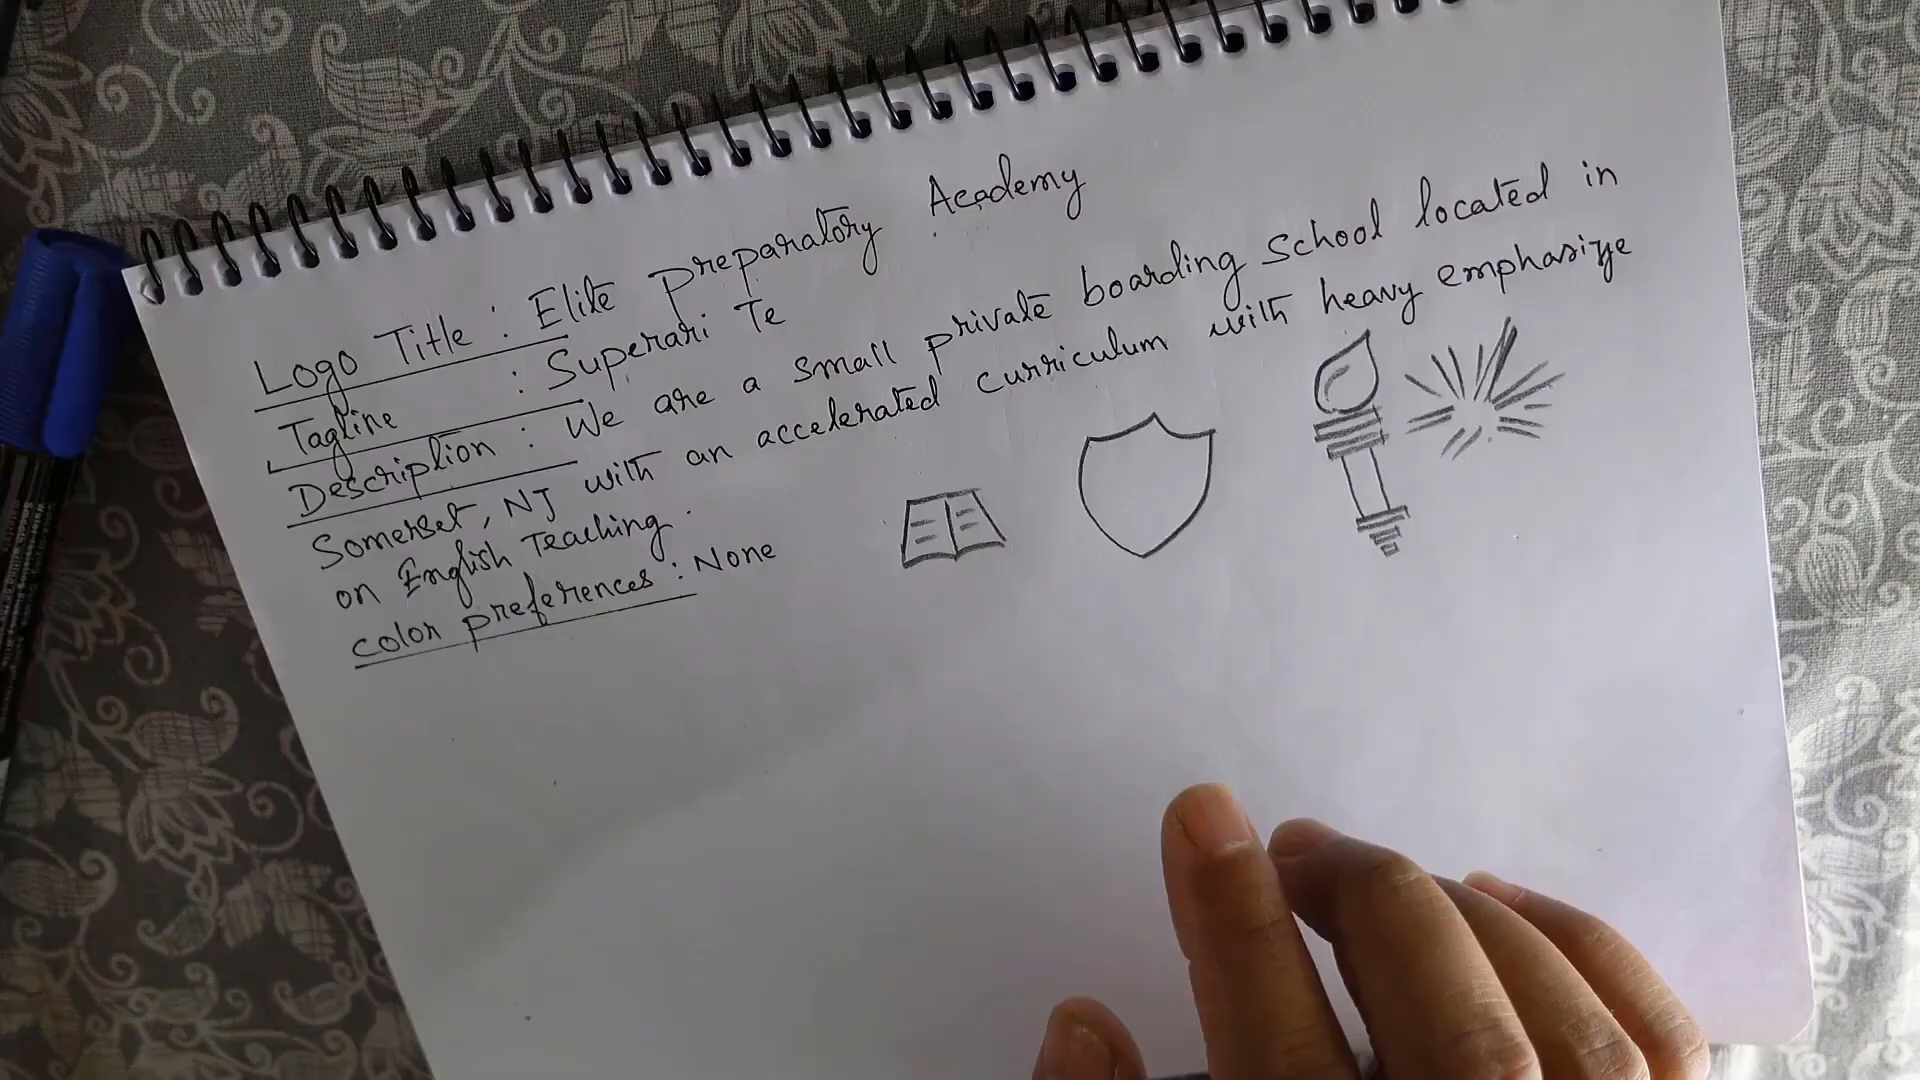 Logo Title : Elite preparatory Academy
Tagline : Superari Te
Description : We are a small private boarding school located in
Somerset, NJ with an accelerated curriculum with heavy emphasize
on English Teaching.
color preferences : None